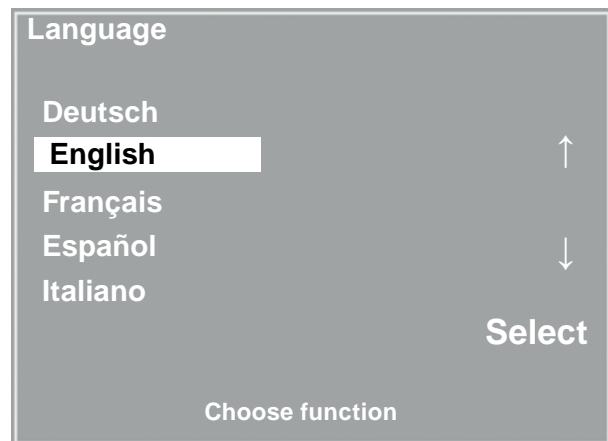 Language
Deutsch
English
↑
Français
Español
↓
Italiano
Select
Choose function